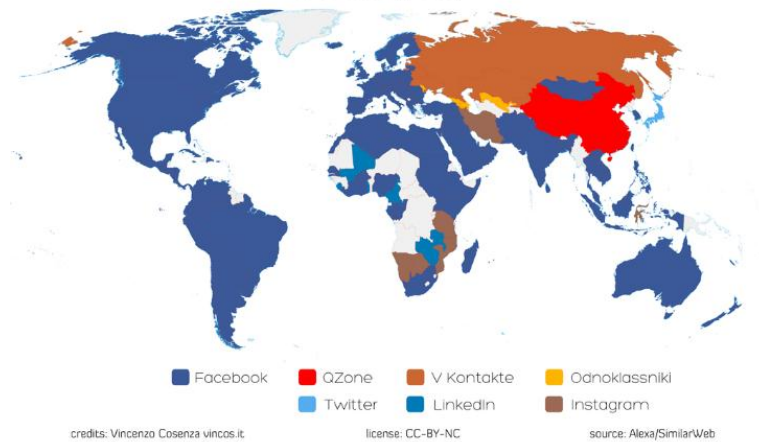 Facebook QZone V Kontakte Odnoklassniki
Twitter LinkedIn Instagram
credits: Vincenzo Cosenza vincos.it license: CC-BY-NC source: Alexa/SimilarWeb